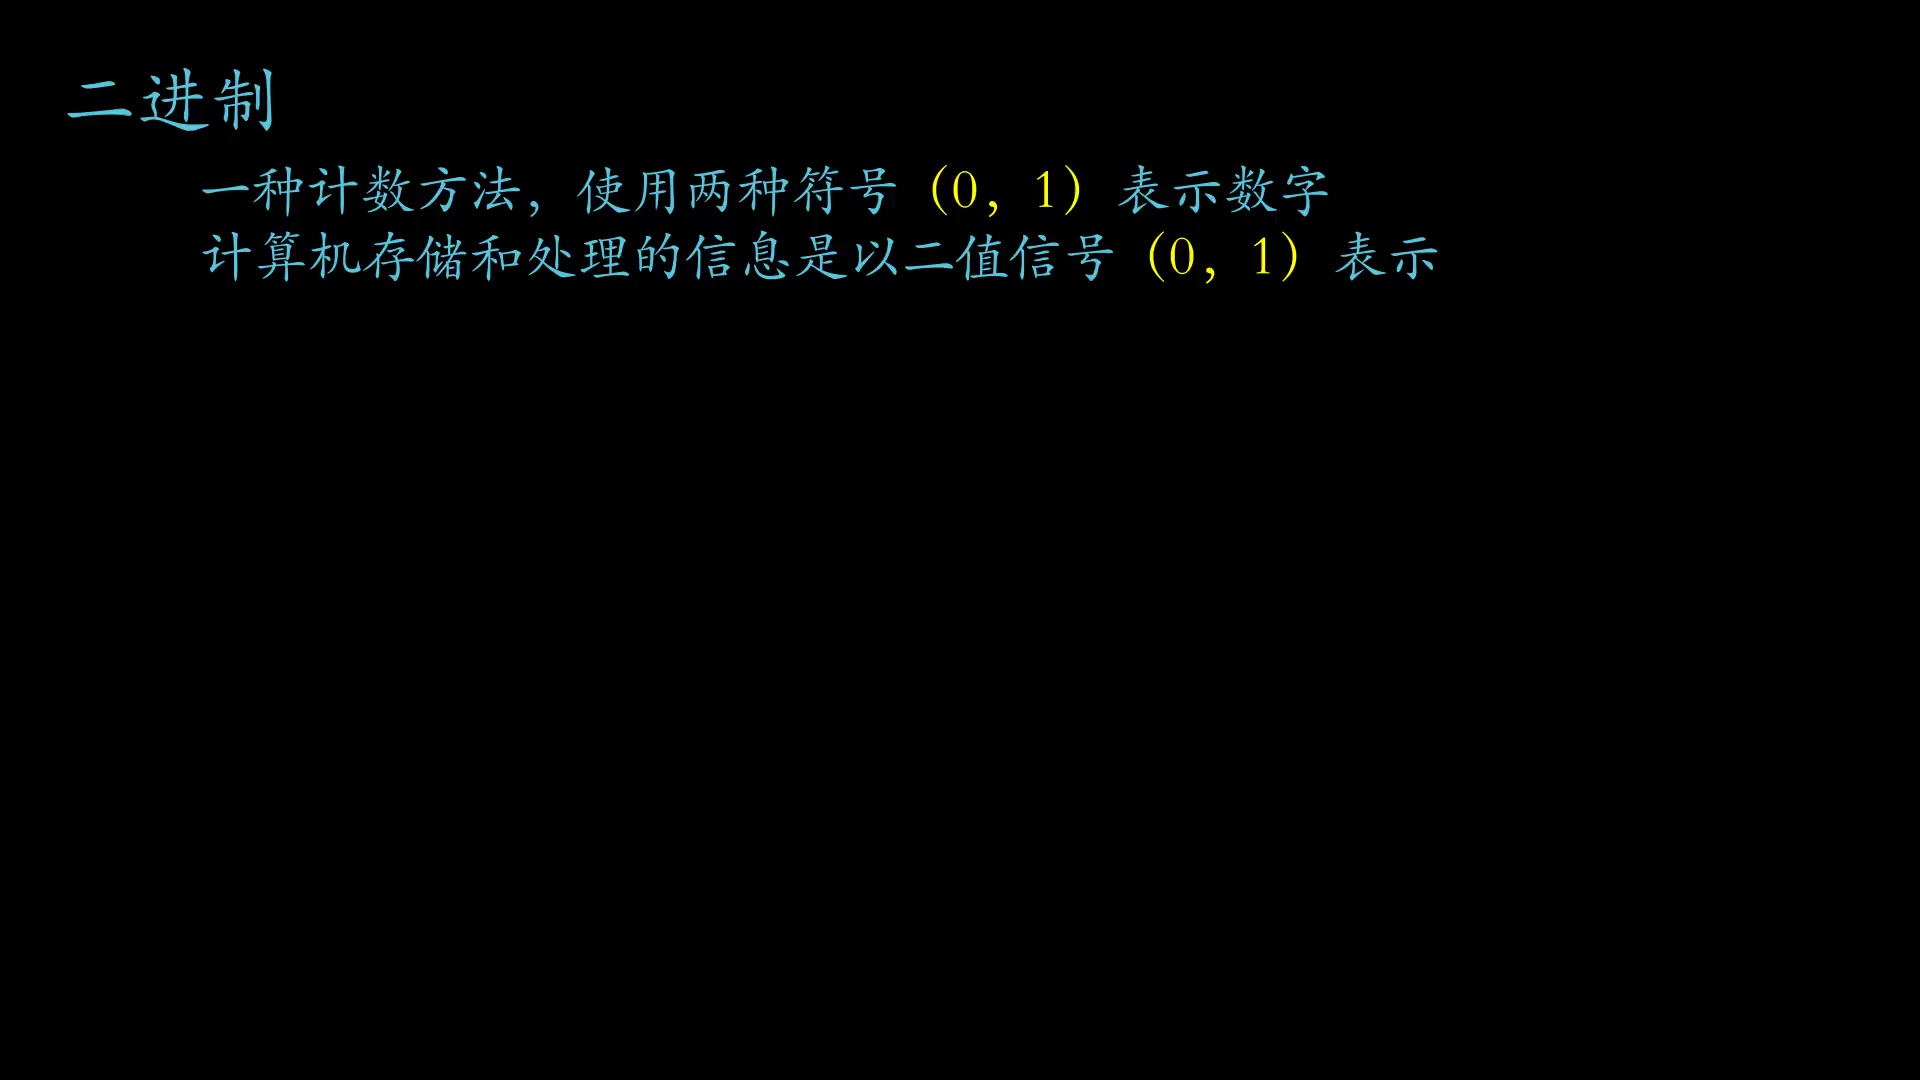 二进制
一种计数方法，使用两种符号（0，1）表示数字
计算机存储和处理的信息是以二值信号（0，1）表示